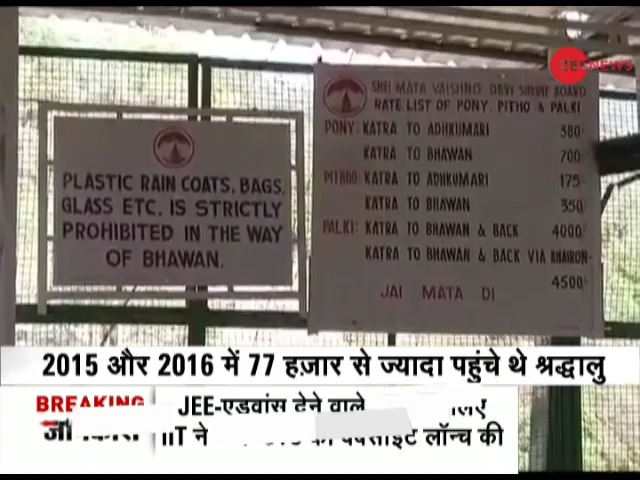 ZEE NEWS
PLASTIC RAIN COATS, BAGS,
GLASS ETC. IS STRICTLY
PROHIBITED IN THE WAY
OF BHAWAN.
SHRI MATA VAISHNO DEVI SHRINE BOARD
RATE LIST OF PONY, PITHO & PALKI
PONY: KATRA TO ADHKUMARI 380/-
KATRA TO BHAWAN 700
PITHOO: KATRA TO ADHKUMARI 175/-
KATRA TO BHAWAN 350
PALKI: KATRA TO BHAWAN & BACK 4000/-
KATRA TO BHAWAN & BACK VIA BHAIRON-
4500/-
JAI MATA DI
2015 और 2016 में 77 हज़ार से ज्यादा पहुंचे थे श्रद्धालु
BREAKING
JEE-एडवांस देने वाले
IIT ने वेबसाइट लॉन्च की